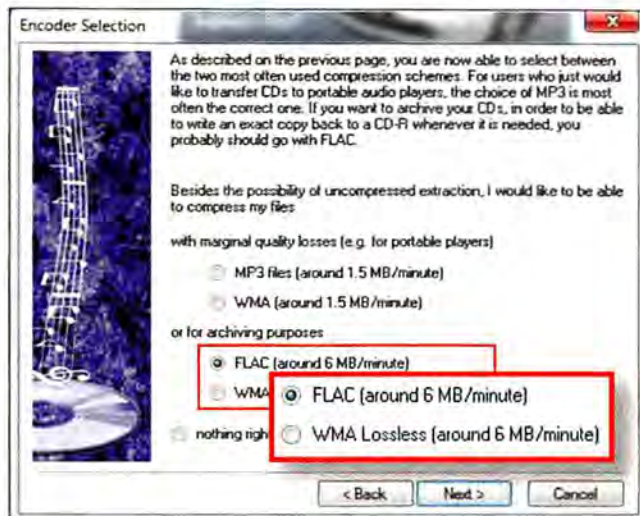 Encoder Selection
As described on the previous page, you are now able to select between
the two most often used compression schemes. For users who just would
like to transfer CDs to portable audio players, the choice of MP3 is most
often the correct one. If you want to archive your CDs, in order to be able
to write an exact copy back to a CD-R whenever it is needed, you
probably should go with FLAC.
Besides the possibility of uncompressed extraction, I would like to be able
to compress my files
with marginal quality losses (e.g. for portable players)
MP3 files (around 1.5 MB/minute)
WMA (around 1.5 MB/minute)
or for archiving purposes
FLAC (around 6 MB/minute)
WMA
FLAC (around 6 MB/minute)
WMA Lossless (around 6 MB/minute)
nothing righ
< Back
Next >
Cancel